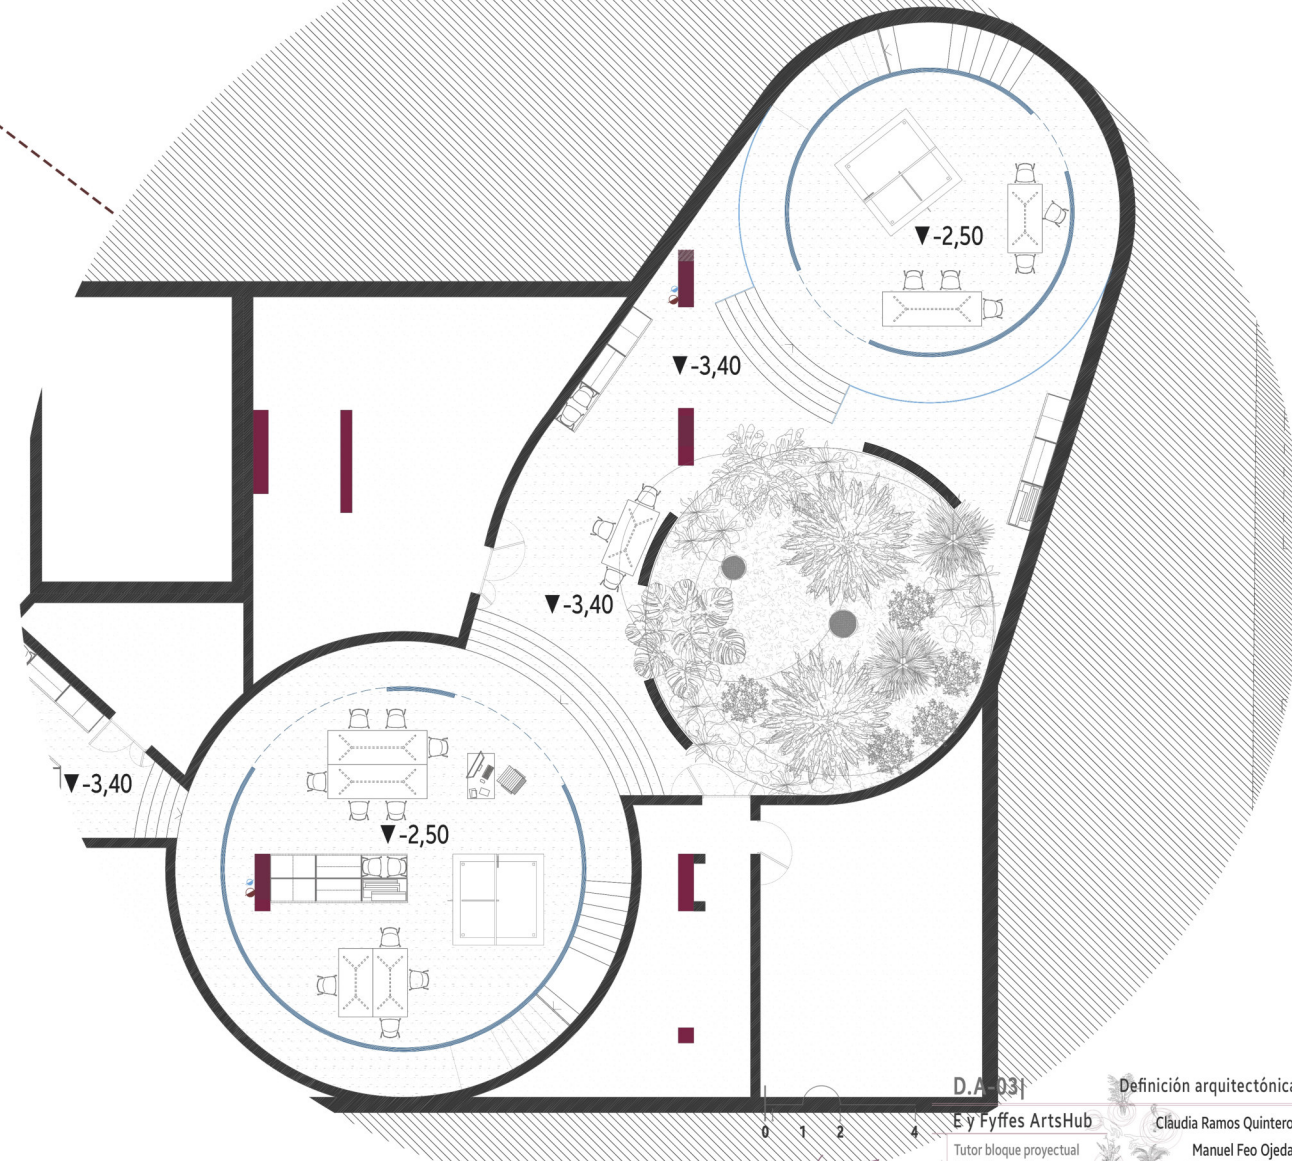 ▼-2,50
▼-3,40
▼-3,40
▼-3,40
▼-2,50
D.A-03|
Definición arquitectónica
E y Fyffes ArtsHub
Claudia Ramos Quintero
0 1 2 4
Tutor bloque proyectual
Manuel Feo Ojeda